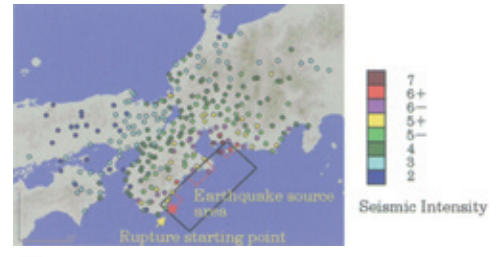 7
6+
6−
5+
5−
4
3
2
Seismic Intensity
Earthquake source
area
Rupture starting point